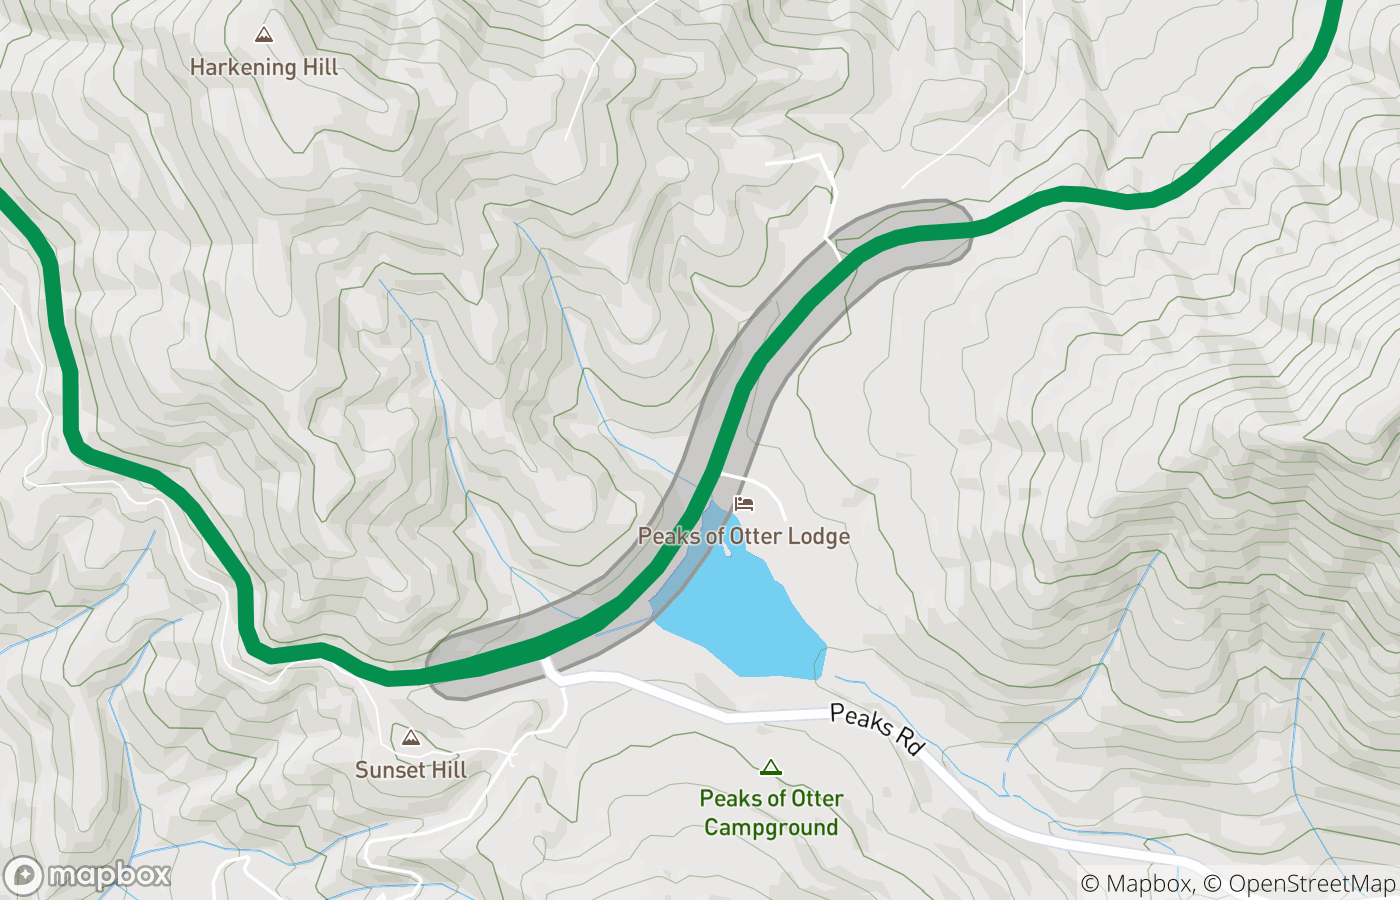 Harkening Hill
Peaks of Otter Lodge
Peaks Rd
Sunset Hill
Peaks of Otter
Campground
mapbox
© Mapbox, © OpenStreetMap